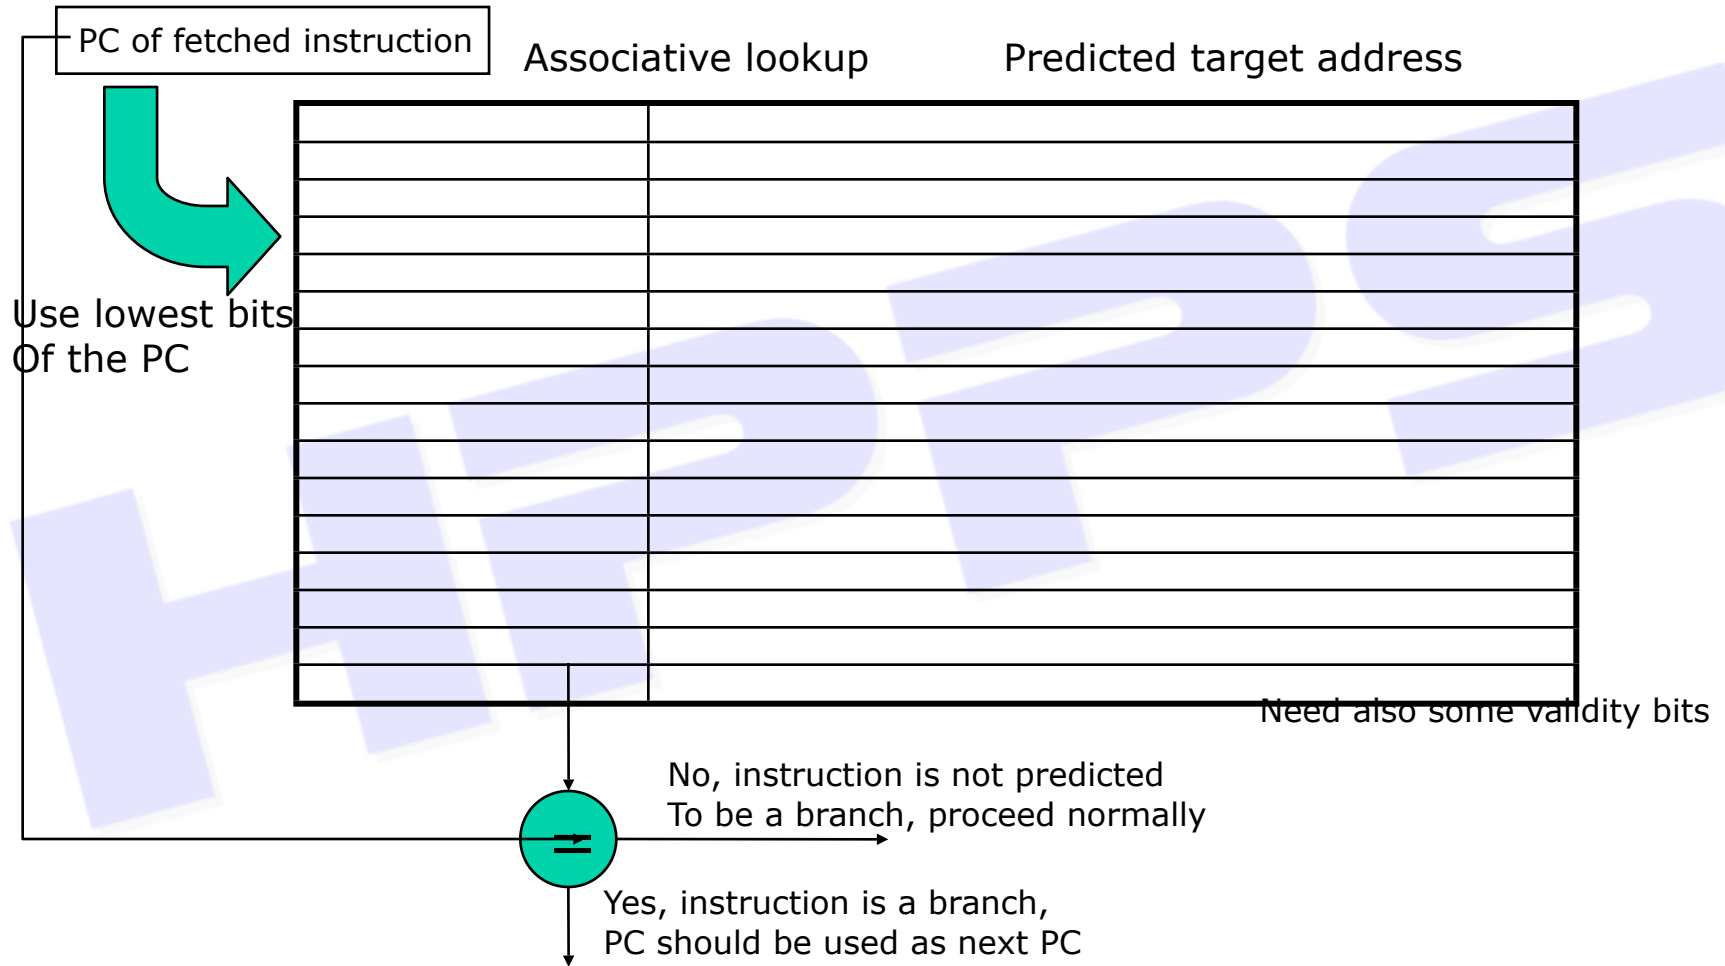 PC of fetched instruction
Associative lookup
Predicted target address
Use lowest bits
Of the PC
Need also some validity bits
No, instruction is not predicted
To be a branch, proceed normally
=
Yes, instruction is a branch,
PC should be used as next PC
HPPS